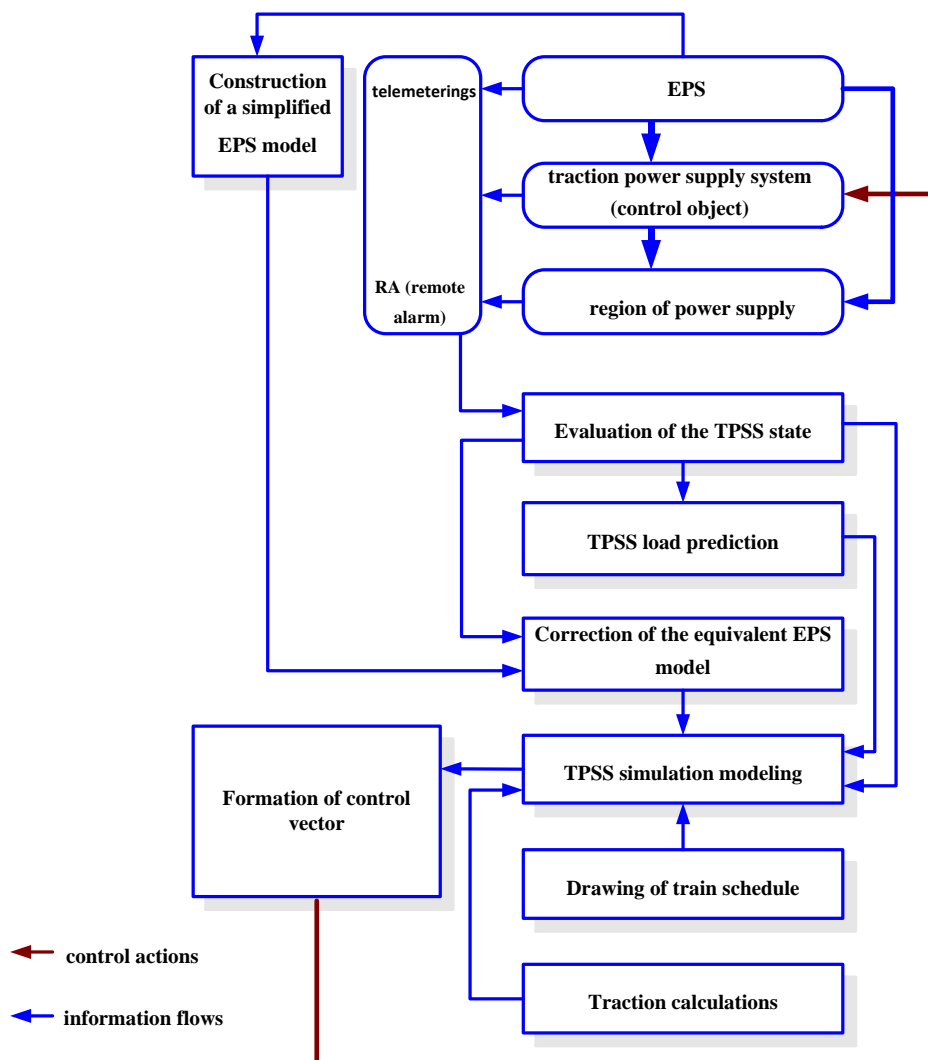 Construction
of a simplified
EPS model
telemeterings
RA (remote
alarm)
EPS
traction power supply system
(control object)
region of power supply
Evaluation of the TPSS state
TPSS load prediction
Correction of the equivalent EPS
model
TPSS simulation modeling
Formation of control
vector
Drawing of train schedule
Traction calculations
control actions
information flows